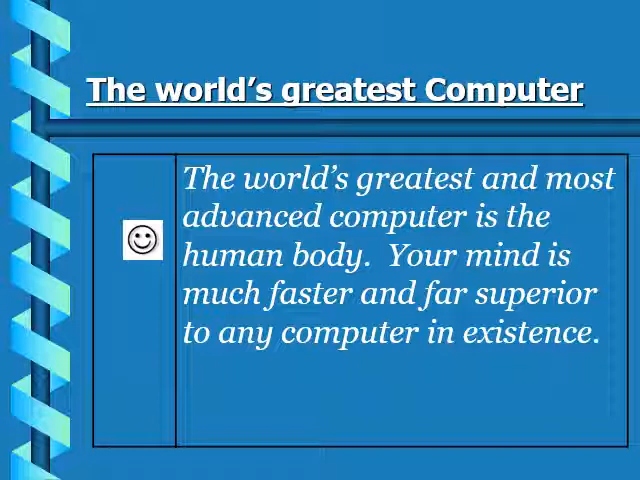 The world’s greatest Computer
The world’s greatest and most
advanced computer is the
human body.  Your mind is
much faster and far superior
to any computer in existence.